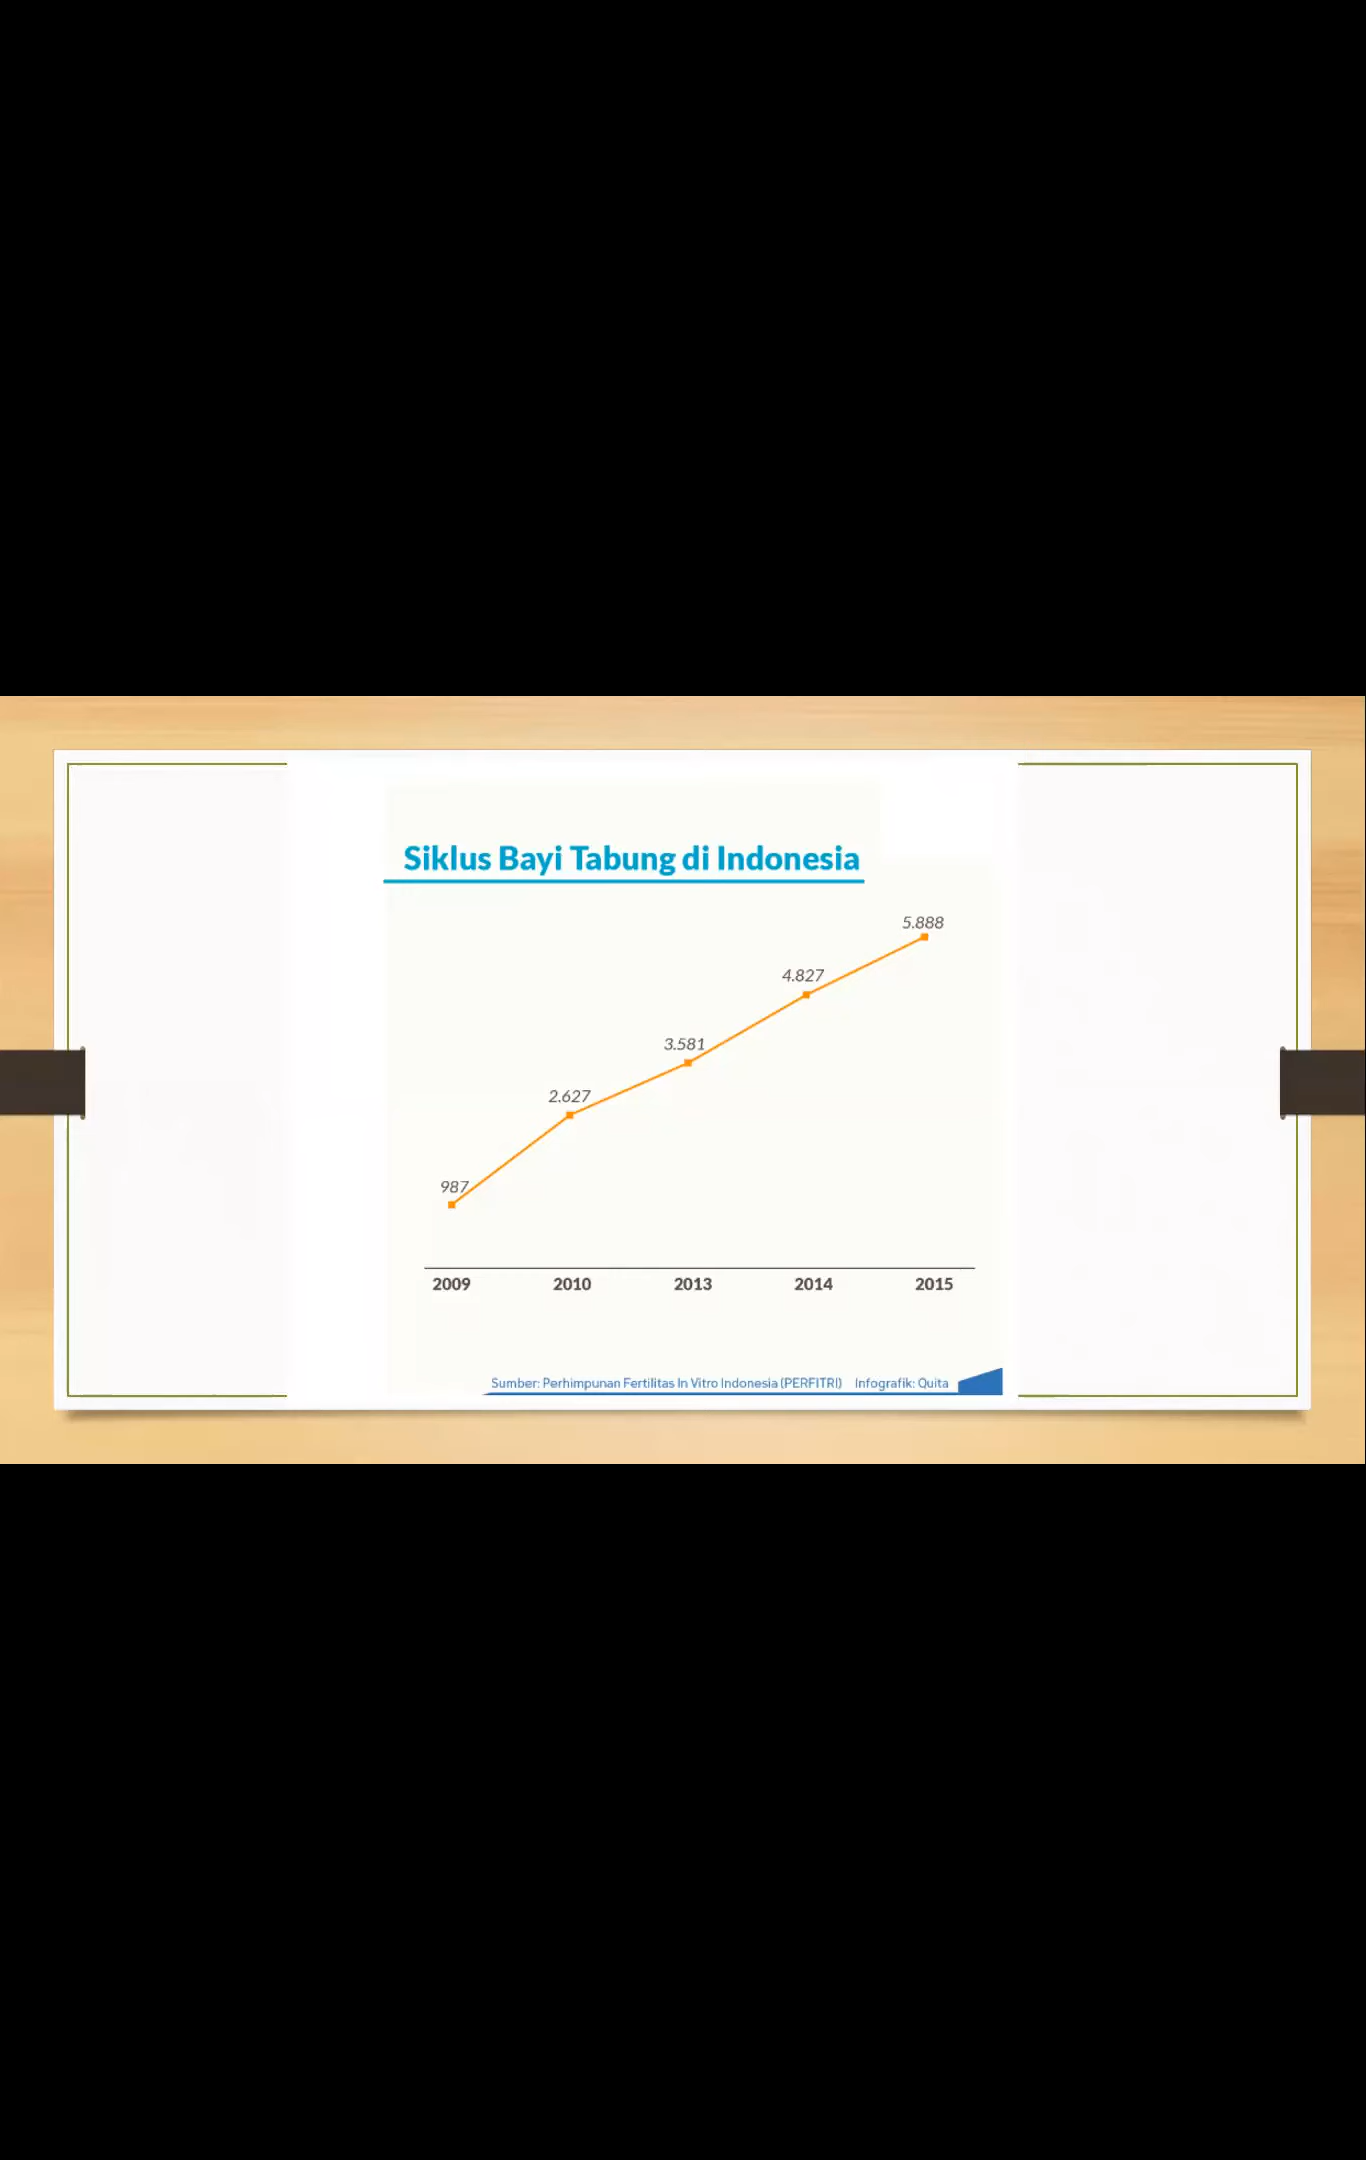 Siklus Bayi Tabung di Indonesia
5.888
4.827
3.581
2.627
987
2009 2010 2013 2014 2015
Sumber: Perhimpunan Fertilitas In Vitro Indonesia (PERFITRI) Infografik: Quita